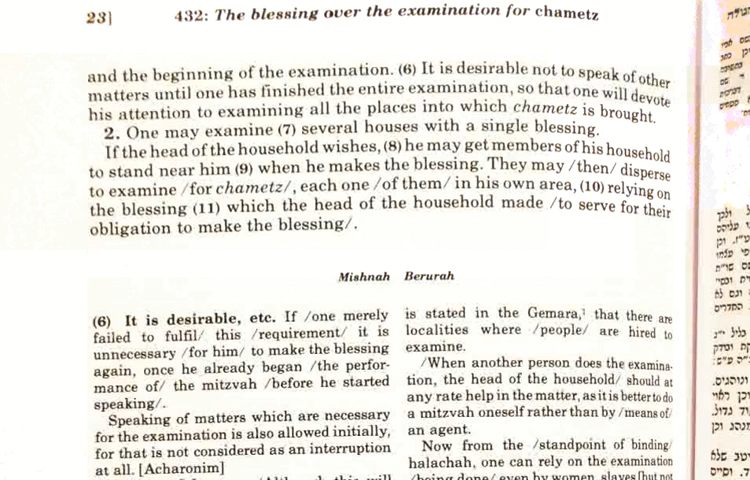 23|
432: The blessing over the examination for chametz
and the beginning of the examination. (6) It is desirable not to speak of other
matters until one has finished the entire examination, so that one will devote
his attention to examining all the places into which chametz is brought.
2. One may examine (7) several houses with a single blessing.
If the head of the household wishes, (8) he may get members of his household
to stand near him (9) when he makes the blessing. They may /then/ disperse
to examine /for chametz/, each one /of them/ in his own area, (10) relying on
the blessing (11) which the head of the household made /to serve for their
obligation to make the blessing/.
Mishnah Berurah
(6) It is desirable, etc. If /one merely
failed to fulfil/ this /requirement/ it is
unnecessary /for him/ to make the blessing
again, once he already began /the perfor-
mance of/ the mitzvah /before he started
speaking/.
Speaking of matters which are necessary
for the examination is also allowed initially,
for that is not considered as an interruption
at all. [Acharonim]
is stated in the Gemara,¹ that there are
localities where /people/ are hired to
examine.
/When another person does the examina-
tion, the head of the household/ should at
any rate help in the matter, as it is better to do
a mitzvah oneself rather than by /means of/
an agent.
Now from the /standpoint of binding/
halachah, one can rely on the examination
/being done/ even by women, slaves [but not